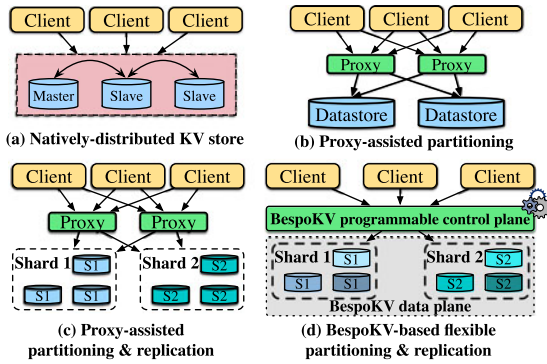 Client Client Client
Master Slave Slave
(a) Natively-distributed KV store
Client Client Client
Proxy Proxy
Datastore Datastore
(b) Proxy-assisted partitioning
Client Client Client
Proxy Proxy
Shard 1 S1
S1 S1
Shard 2 S2
S2 S2
(c) Proxy-assisted
partitioning & replication
Client Client Client
BespoKV programmable control plane
Shard 1 S1
S1 S1
Shard 2 S2
S2 S2
BespoKV data plane
(d) BespoKV-based flexible
partitioning & replication